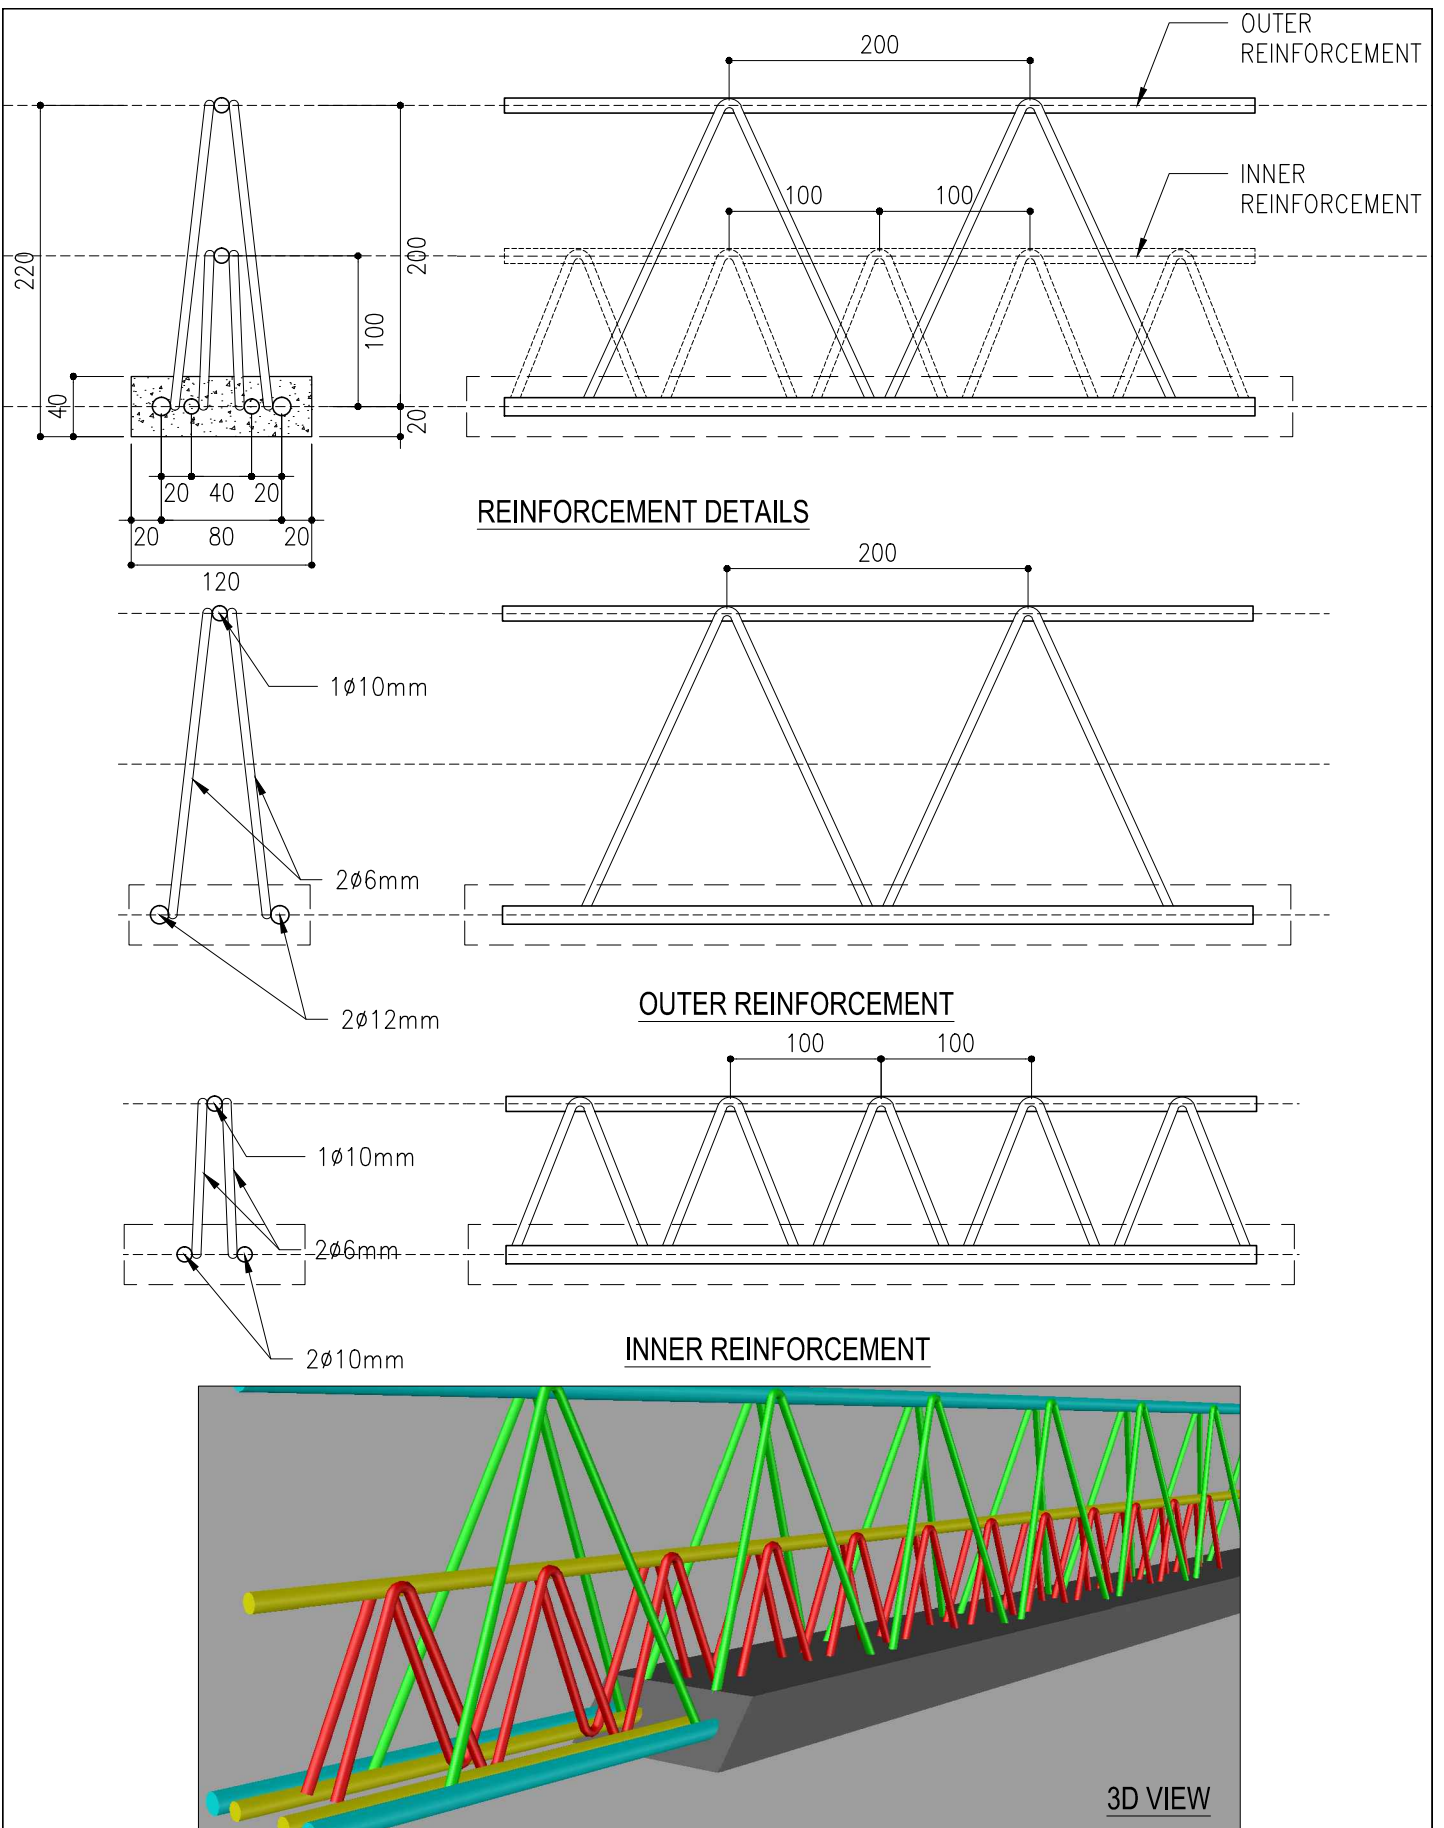 OUTER
REINFORCEMENT
200
INNER
REINFORCEMENT
100 100
220
200
100
40
20
20 40 20
20 80 20
120
REINFORCEMENT DETAILS
200
1ø10mm
2ø6mm
2ø12mm
OUTER REINFORCEMENT
100 100
1ø10mm
2ø6mm
2ø10mm
INNER REINFORCEMENT
3D VIEW